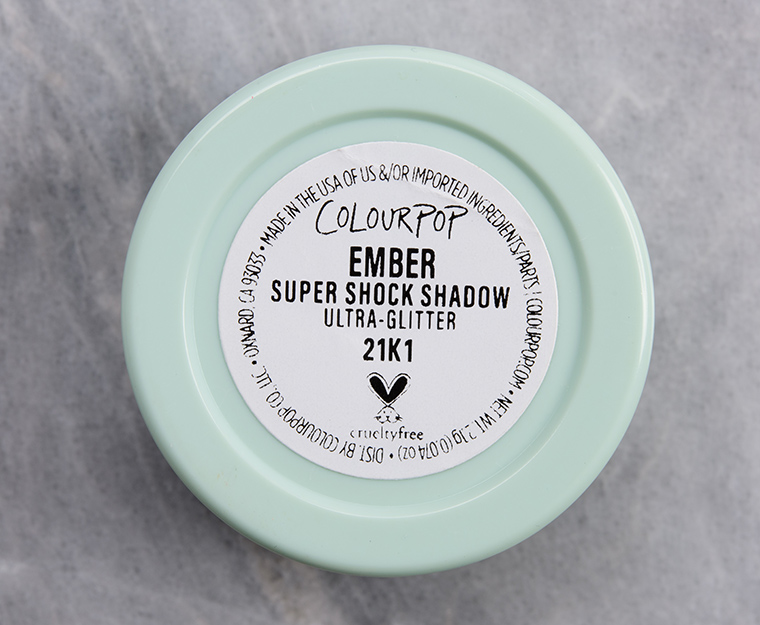 COLOURPOP
EMBER
SUPER SHOCK SHADOW
ULTRA-GLITTER
21K1
crueltyfree
MADE IN THE USA OF US &/OR IMPORTED INGREDIENTS/PARTS | COLOURPOP.COM • NET WT 2.1g (0.074 oz) • DIST. BY COLOURPOP CO., LLC. • OXNARD, CA 93033 •